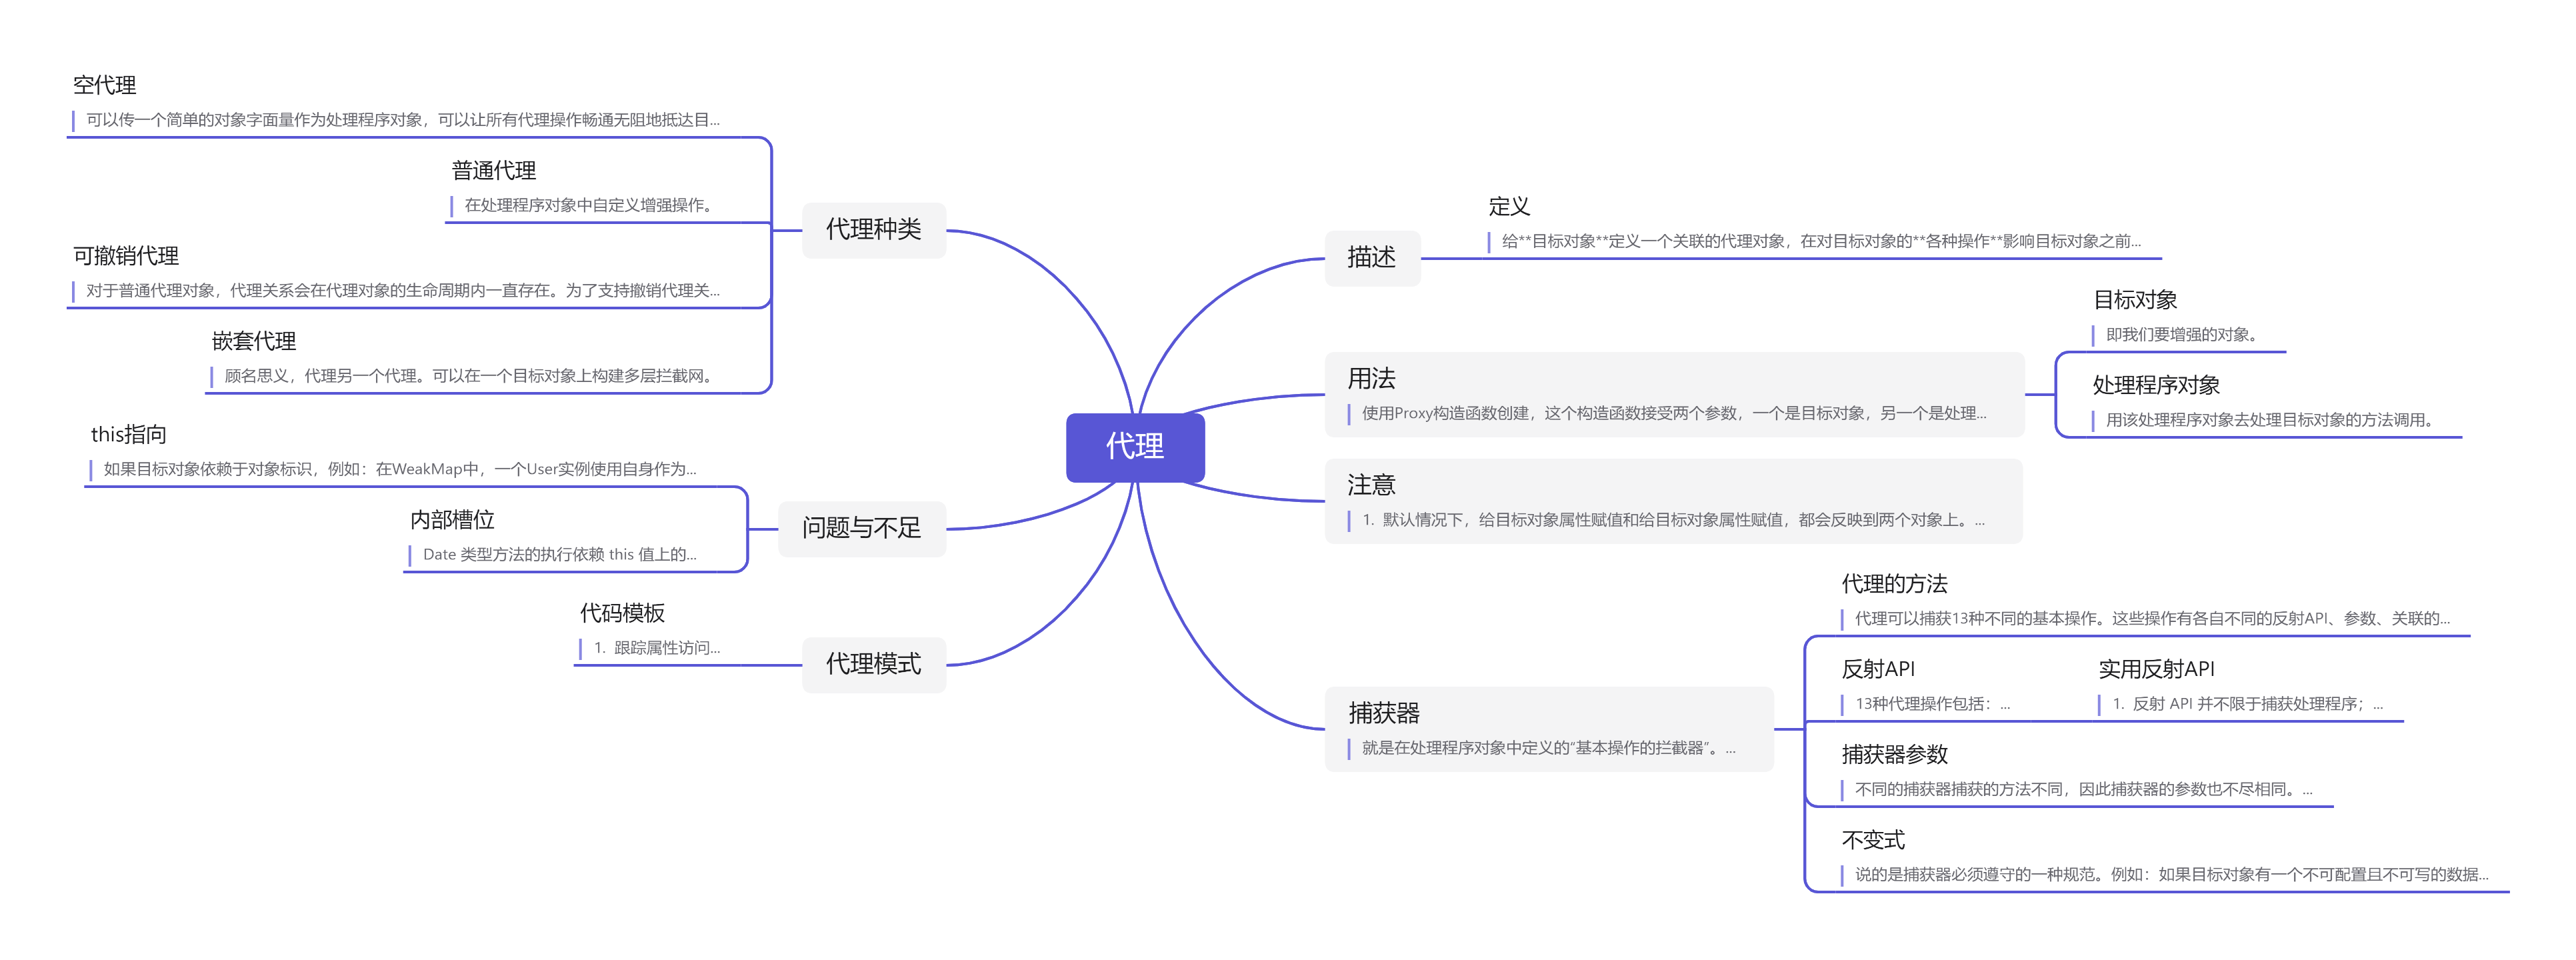 代理
描述
定义
给**目标对象**定义一个关联的代理对象，在对目标对象的**各种操作**影响目标对象之前...
用法
使用Proxy构造函数创建，这个构造函数接受两个参数，一个是目标对象，另一个是处理...
目标对象
即我们要增强的对象。
处理程序对象
用该处理程序对象去处理目标对象的方法调用。
注意
1. 默认情况下，给目标对象属性赋值和给目标对象属性赋值，都会反映到两个对象上。...
捕获器
就是在处理程序对象中定义的“基本操作的拦截器”。...
代理的方法
代理可以捕获13种不同的基本操作。这些操作有各自不同的反射API、参数、关联的...
反射API
13种代理操作包括：...
实用反射API
1. 反射 API 并不限于捕获处理程序；...
捕获器参数
不同的捕获器捕获的方法不同，因此捕获器的参数也不尽相同。...
不变式
说的是捕获器必须遵守的一种规范。例如：如果目标对象有一个不可配置且不可写的数据...
代理种类
空代理
可以传一个简单的对象字面量作为处理程序对象，可以让所有代理操作畅通无阻地抵达目...
普通代理
在处理程序对象中自定义增强操作。
可撤销代理
对于普通代理对象，代理关系会在代理对象的生命周期内一直存在。为了支持撤销代理关...
嵌套代理
顾名思义，代理另一个代理。可以在一个目标对象上构建多层拦截网。
问题与不足
this指向
如果目标对象依赖于对象标识，例如：在WeakMap中，一个User实例使用自身作为...
内部槽位
Date 类型方法的执行依赖 this 值上的...
代理模式
代码模板
1. 跟踪属性访问...